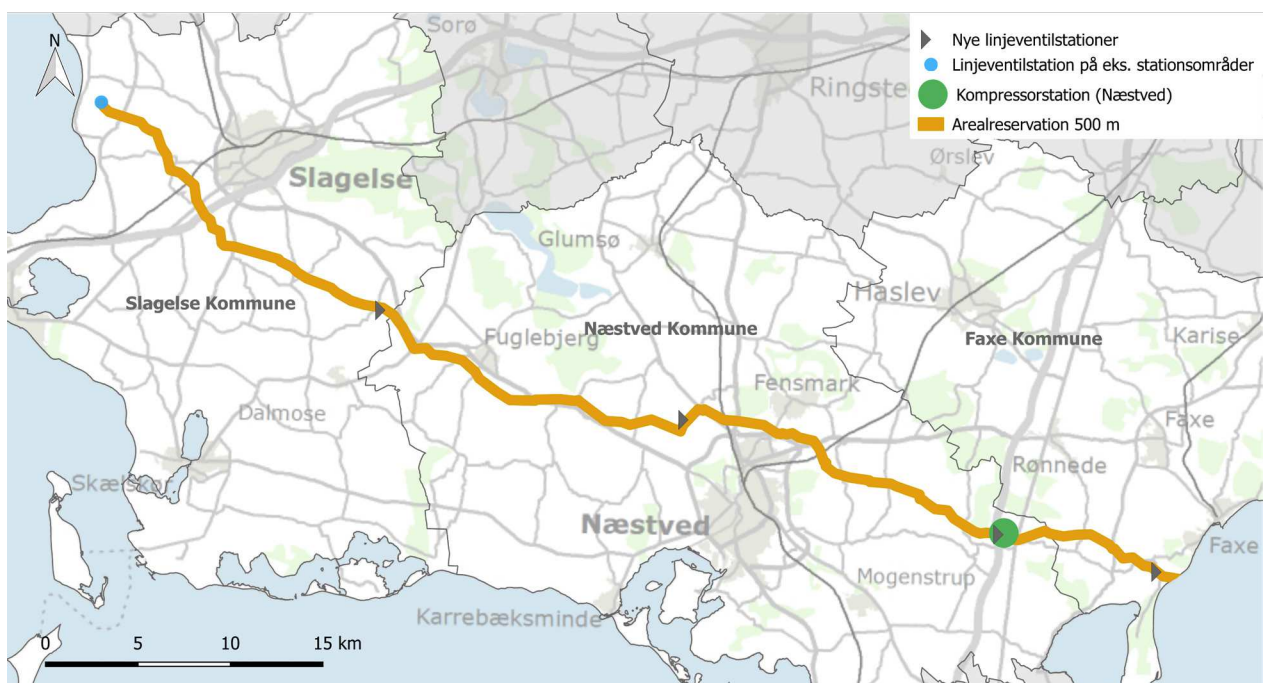 N
Sorø
Ringste
Ørslev
Nye linjeventilstationer
Linjeventilstation på eks. stationsområder
Kompressorstation (Næstved)
Arealreservation 500 m
Slagelse
Glumsø
Haslev
Slagelse Kommune
Næstved Kommune
Faxe Kommune
Karise
Fuglebjerg
Fensmark
Dalmose
Faxe
Rønnede
Skælskør
Næstved
Faxe
Mogenstrup
Karrebæksminde
0 5 10 15 km